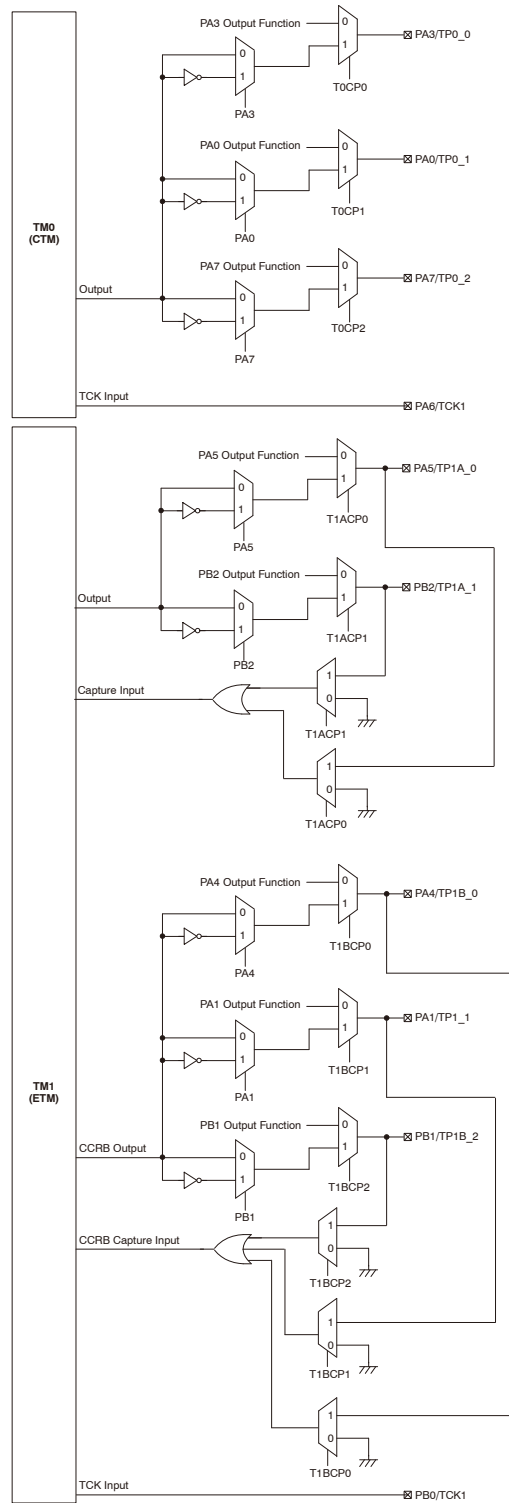 PA3 Output Function
0
1
PA3/TP0_0
0
1
T0CP0
PA3
PA0 Output Function
0
1
PA0/TP0_1
0
1
T0CP1
PA0
TM0
(CTM)
PA7 Output Function
0
1
PA7/TP0_2
Output
0
1
T0CP2
PA7
TCK Input
PA6/TCK1
PA5 Output Function
0
1
PA5/TP1A_0
0
1
T1ACP0
PA5
PB2 Output Function
0
1
PB2/TP1A_1
Output
0
1
T1ACP1
PB2
1
0
Capture Input
T1ACP1
1
0
T1ACP0
PA4 Output Function
0
1
PA4/TP1B_0
0
1
T1BCP0
PA4
PA1 Output Function
0
1
PA1/TP1_1
0
1
T1BCP1
PA1
TM1
(ETM)
PB1 Output Function
0
1
PB1/TP1B_2
CCRB Output
0
1
T1BCP2
PB1
1
0
CCRB Capture Input
T1BCP2
1
0
T1BCP1
1
0
T1BCP0
TCK Input
PB0/TCK1